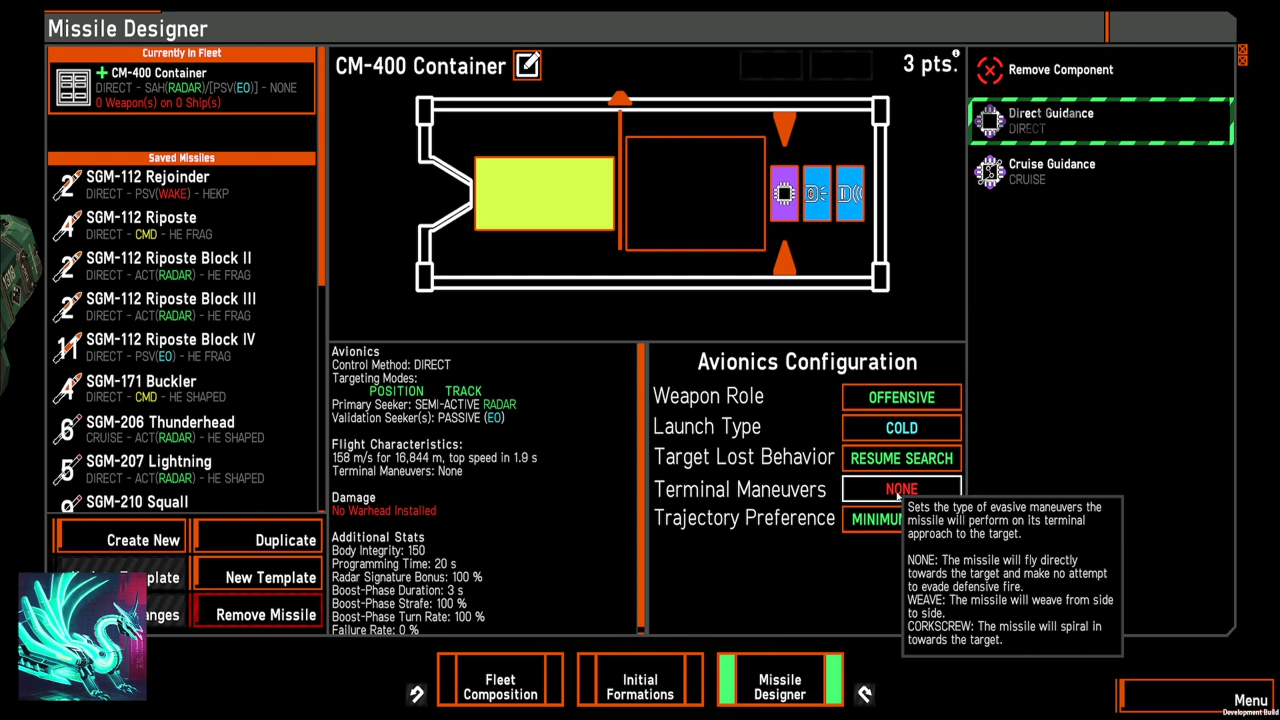 Missile Designer
Currently In Fleet
CM-400 Container
DIRECT - SAH(RADAR)/[PSV(EO)] - NONE
0 Weapon(s) on 0 Ship(s)
Saved Missiles
2 SGM-112 Rejoinder
DIRECT - PSV(WAKE) - HEKP
4 SGM-112 Riposte
DIRECT - CMD - HE FRAG
2 SGM-112 Riposte Block II
DIRECT - ACT(RADAR) - HE FRAG
2 SGM-112 Riposte Block III
DIRECT - ACT(RADAR) - HE FRAG
11 SGM-112 Riposte Block IV
DIRECT - PSV(EO) - HE FRAG
4 SGM-171 Buckler
DIRECT - CMD - HE SHAPED
6 SGM-206 Thunderhead
CRUISE - ACT(RADAR) - HE SHAPED
5 SGM-207 Lightning
DIRECT - ACT(RADAR) - HE SHAPED
SGM-210 Squall
Create New
Duplicate
New Template
Remove Missile
CM-400 Container
3 pts.
Avionics
Control Method: DIRECT
Targeting Modes:
POSITION TRACK
Primary Seeker: SEMI-ACTIVE RADAR
Validation Seeker(s): PASSIVE (EO)
Flight Characteristics:
158 m/s for 16,844 m, top speed in 1.9 s
Terminal Maneuvers: None
Damage
No Warhead Installed
Additional Stats
Body Integrity: 150
Programming Time: 20 s
Radar Signature Bonus: 100 %
Boost-Phase Duration: 3 s
Boost-Phase Strafe: 100 %
Boost-Phase Turn Rate: 100 %
Failure Rate: 0 %
Avionics Configuration
Weapon Role OFFENSIVE
Launch Type COLD
Target Lost Behavior RESUME SEARCH
Terminal Maneuvers NONE
Trajectory Preference
Sets the type of evasive maneuvers the
missile will perform on its terminal
approach to the target.
NONE: The missile will fly directly
towards the target and make no attempt
to evade defensive fire.
WEAVE: The missile will weave from side
to side.
CORKSCREW: The missile will spiral in
towards the target.
Remove Component
Direct Guidance
DIRECT
Cruise Guidance
CRUISE
Fleet
Composition
Initial
Formations
Missile
Designer
Menu
Development Build